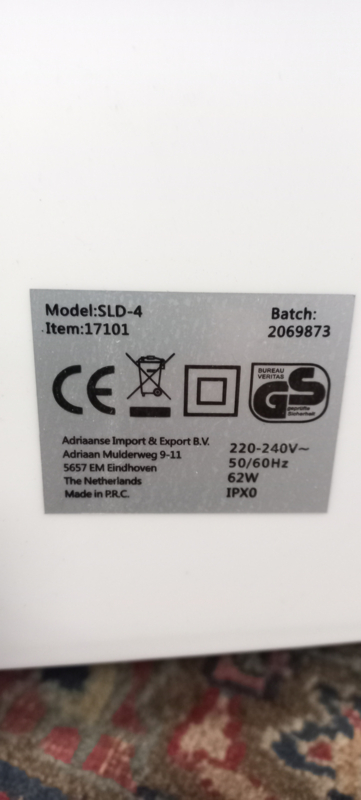 Model:SLD-4
Item:17101
Batch:
2069873
CE
BUREAU
VERITAS
GS
geprüfte
Sicherheit
Adriaanse Import & Export B.V.
Adriaan Mulderweg 9-11
5657 EM Eindhoven
The Netherlands
Made in P.R.C.
220-240V~
50/60Hz
62W
IPX0